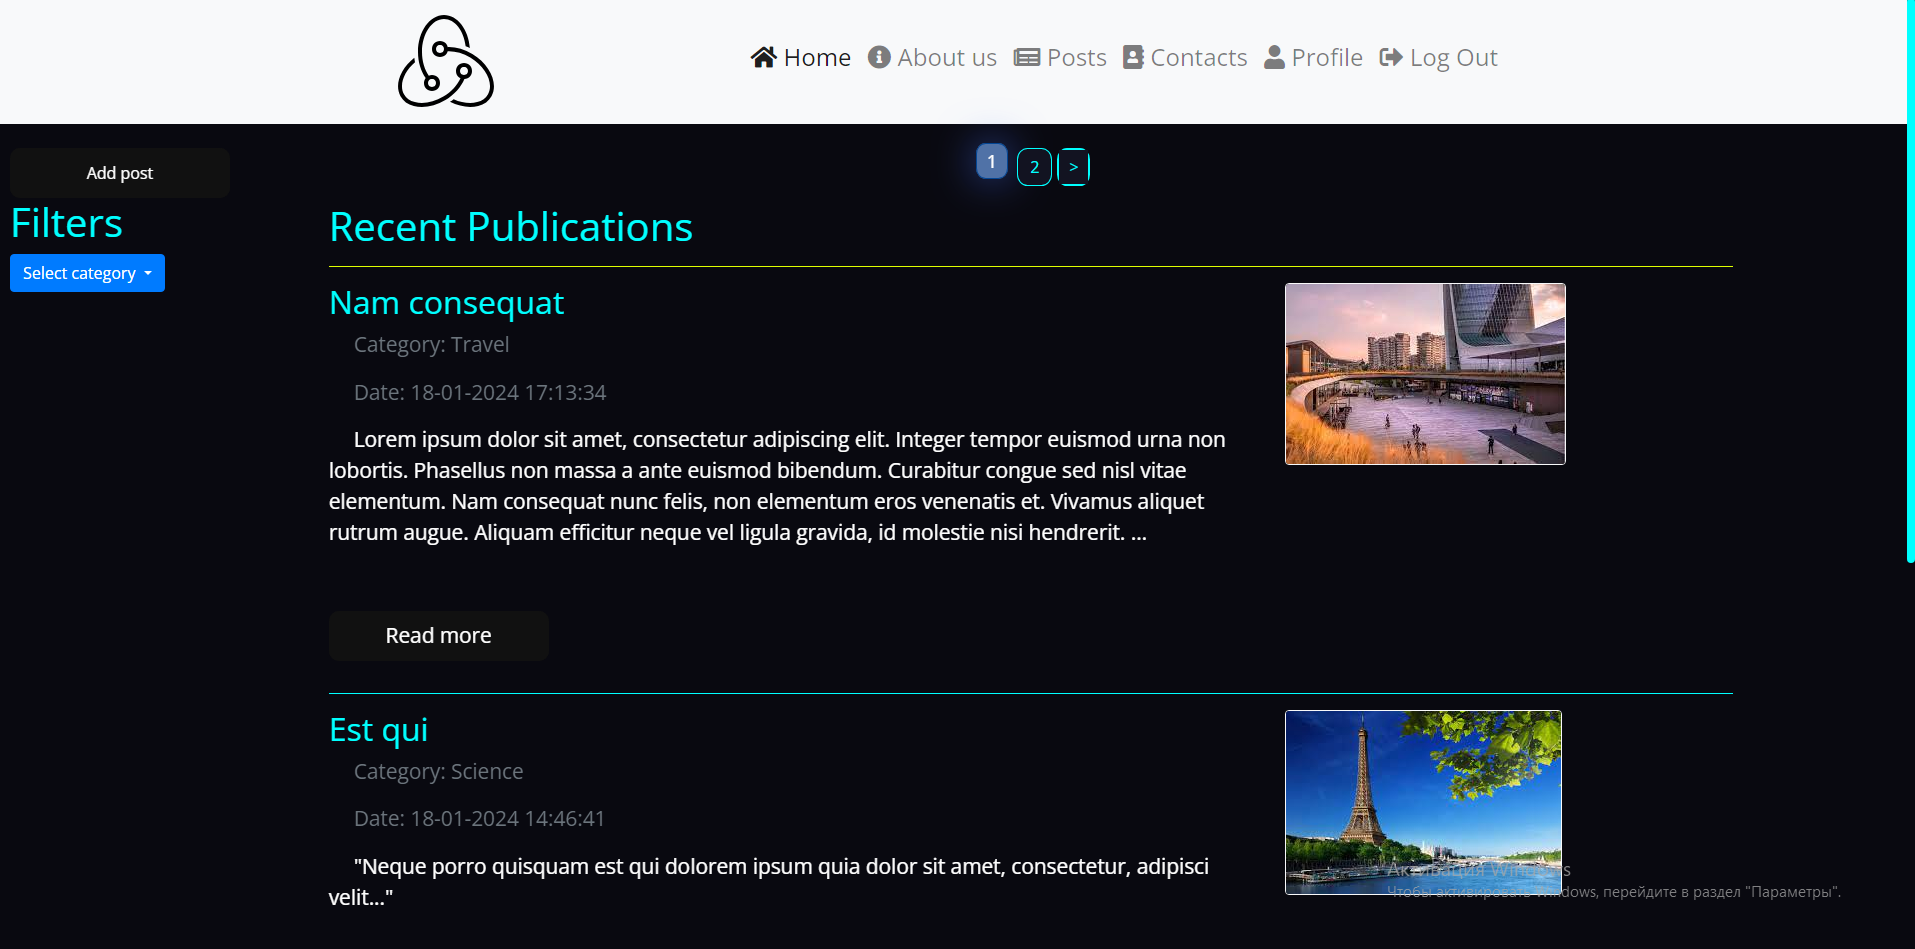 Home About us Posts Contacts Profile Log Out
Add post
1 2 >
Filters
Select category
Recent Publications
Nam consequat
Category: Travel
Date: 18-01-2024 17:13:34
Lorem ipsum dolor sit amet, consectetur adipiscing elit. Integer tempor euismod urna non
lobortis. Phasellus non massa a ante euismod bibendum. Curabitur congue sed nisl vitae
elementum. Nam consequat nunc felis, non elementum eros venenatis et. Vivamus aliquet
rutrum augue. Aliquam efficitur neque vel ligula gravida, id molestie nisi hendrerit. ...
Read more
Est qui
Category: Science
Date: 18-01-2024 14:46:41
"Neque porro quisquam est qui dolorem ipsum quia dolor sit amet, consectetur, adipisci
velit..."
Активация Windows
Чтобы активировать Windows, перейдите в раздел "Параметры".